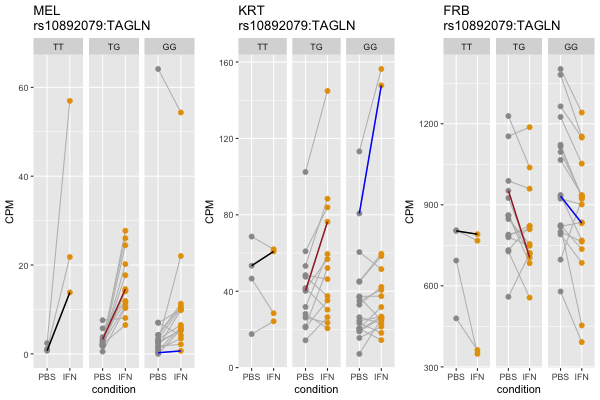 MEL
rs10892079:TAGLN
TT TG GG
60
40
20
0
CPM
PBS IFN PBS IFN PBS IFN
condition
KRT
rs10892079:TAGLN
TT TG GG
160
120
80
40
0
CPM
PBS IFN PBS IFN PBS IFN
condition
FRB
rs10892079:TAGLN
TT TG GG
1200
900
600
300
CPM
PBS IFN PBS IFN PBS IFN
condition